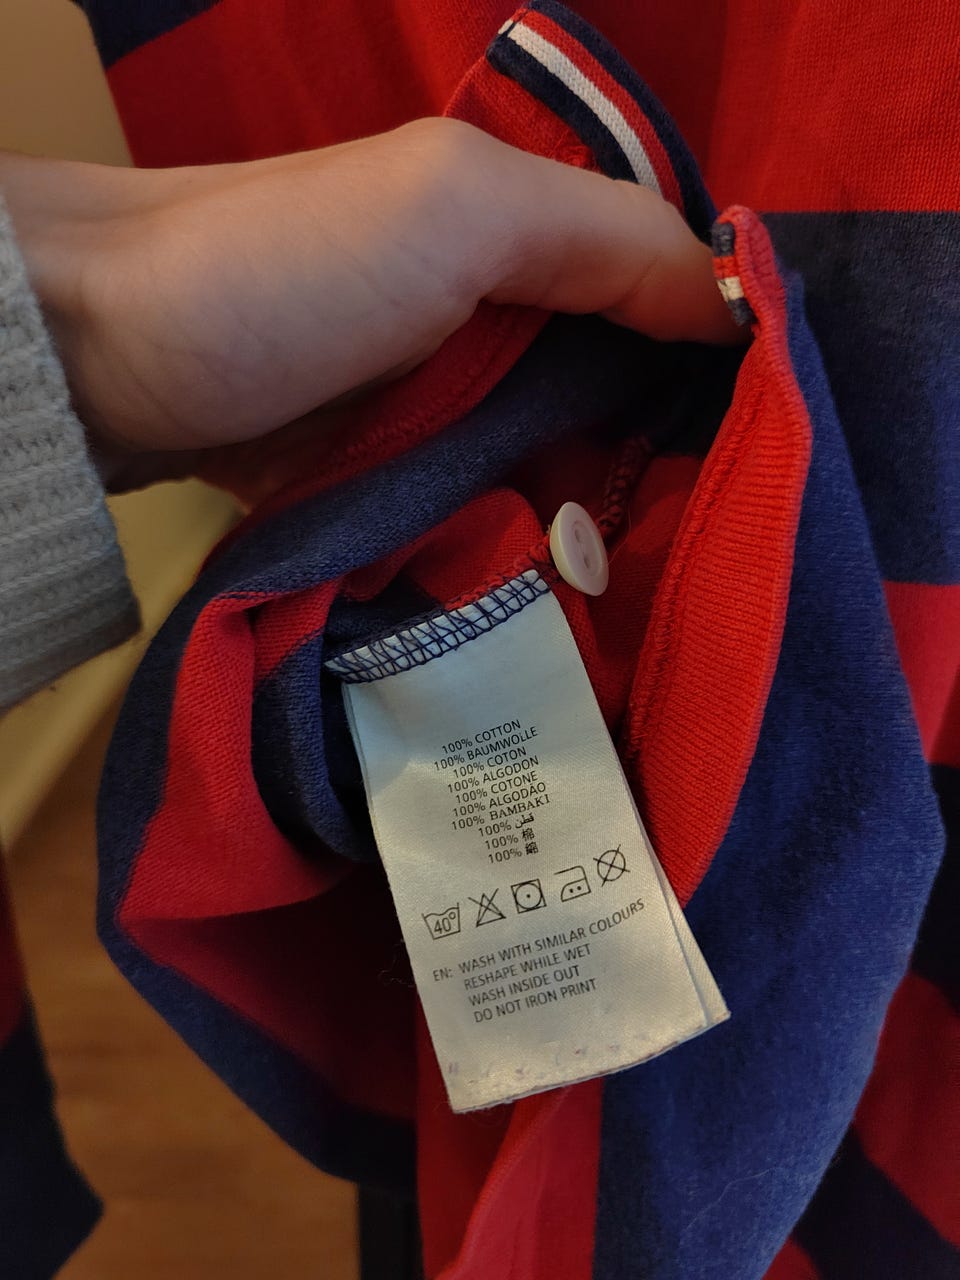 100% COTTON
100% BAUMWOLLE
100% COTON
100% ALGODON
100% COTONE
100% ALGODÃO
100% BAMBAKI
100% قطن
100% 棉
100% 綿
40°
EN: WASH WITH SIMILAR COLOURS
RESHAPE WHILE WET
WASH INSIDE OUT
DO NOT IRON PRINT